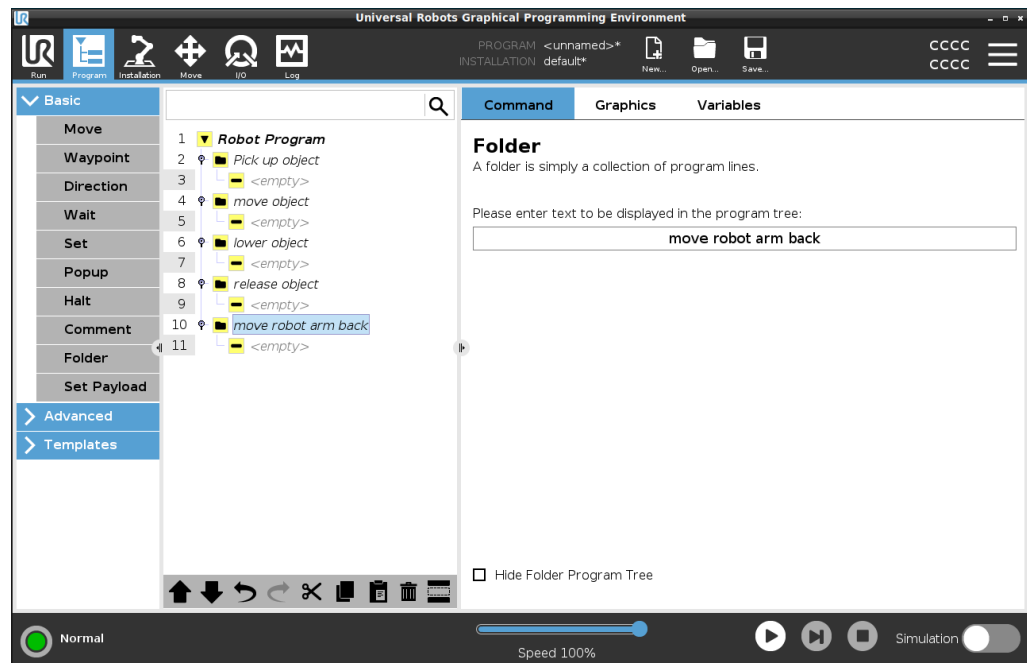 Universal Robots Graphical Programming Environment
PROGRAM <unnamed>*
INSTALLATION default*
CCCC
CCCC
Run Program Installation Move I/O Log New... Open... Save...
Basic
Move
Waypoint
Direction
Wait
Set
Popup
Halt
Comment
Folder
Set Payload
Advanced
Templates
1 Robot Program
2 Pick up object
3 <empty>
4 move object
5 <empty>
6 lower object
7 <empty>
8 release object
9 <empty>
10 move robot arm back
11 <empty>
Command Graphics Variables
Folder
A folder is simply a collection of program lines.
Please enter text to be displayed in the program tree:
move robot arm back
Hide Folder Program Tree
Normal
Speed 100%
Simulation